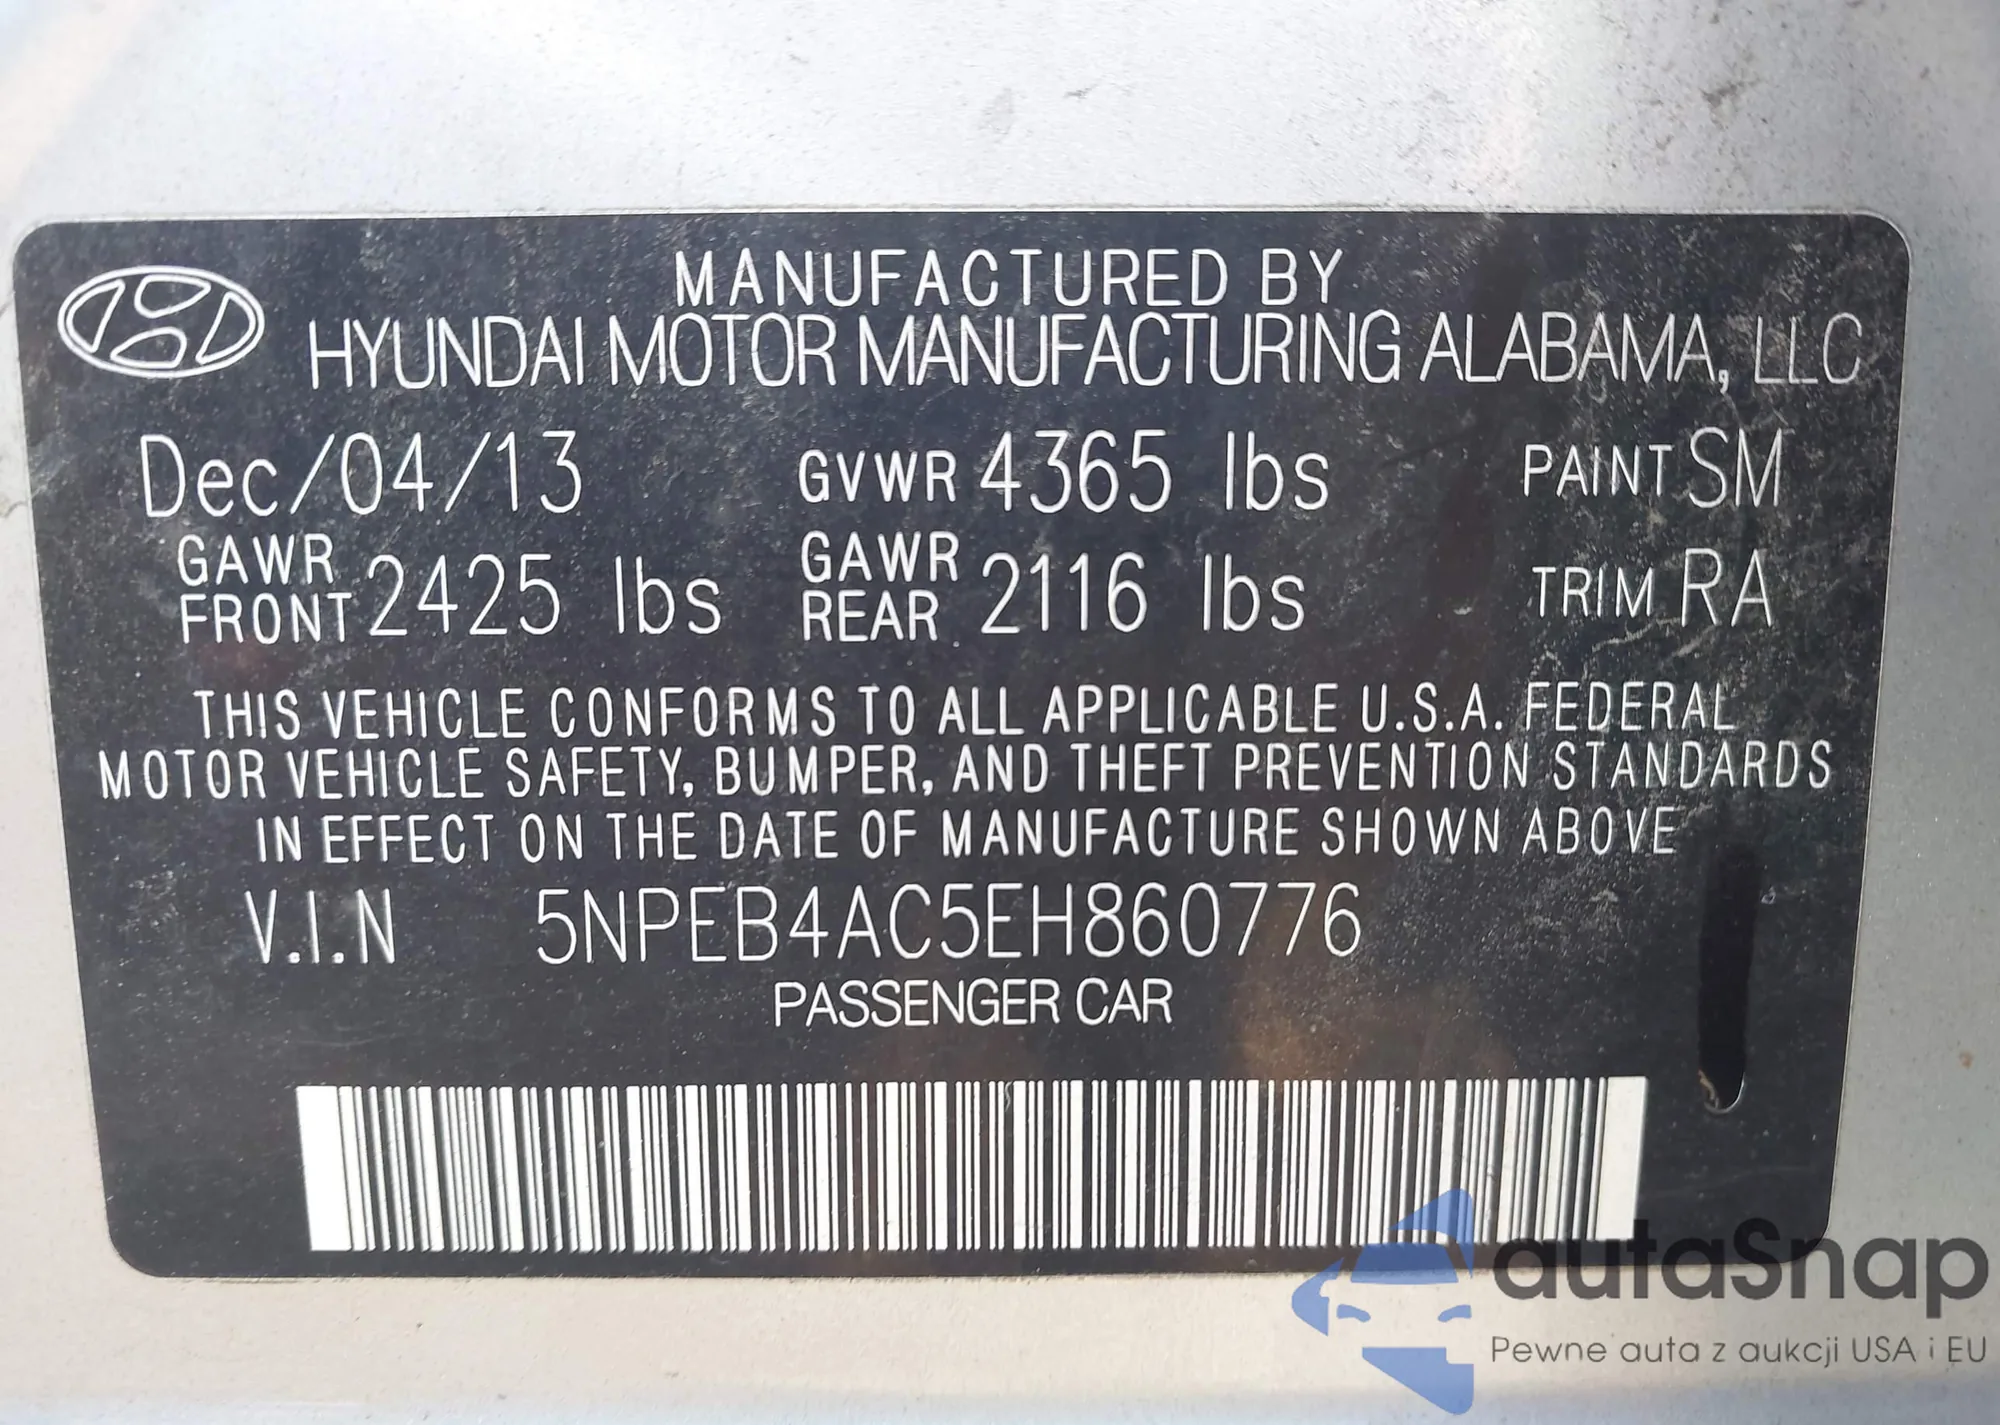 MANUFACTURED BY
HYUNDAI MOTOR MANUFACTURING ALABAMA, LLC
Dec/04/13 GVWR 4365 lbs PAINT SM
GAWR FRONT 2425 lbs GAWR REAR 2116 lbs TRIM RA
THIS VEHICLE CONFORMS TO ALL APPLICABLE U.S.A. FEDERAL
MOTOR VEHICLE SAFETY, BUMPER, AND THEFT PREVENTION STANDARDS
IN EFFECT ON THE DATE OF MANUFACTURE SHOWN ABOVE
V.I.N 5NPEB4AC5EH860776
PASSENGER CAR
autaSnap
Pewne auta z aukcji USA i EU